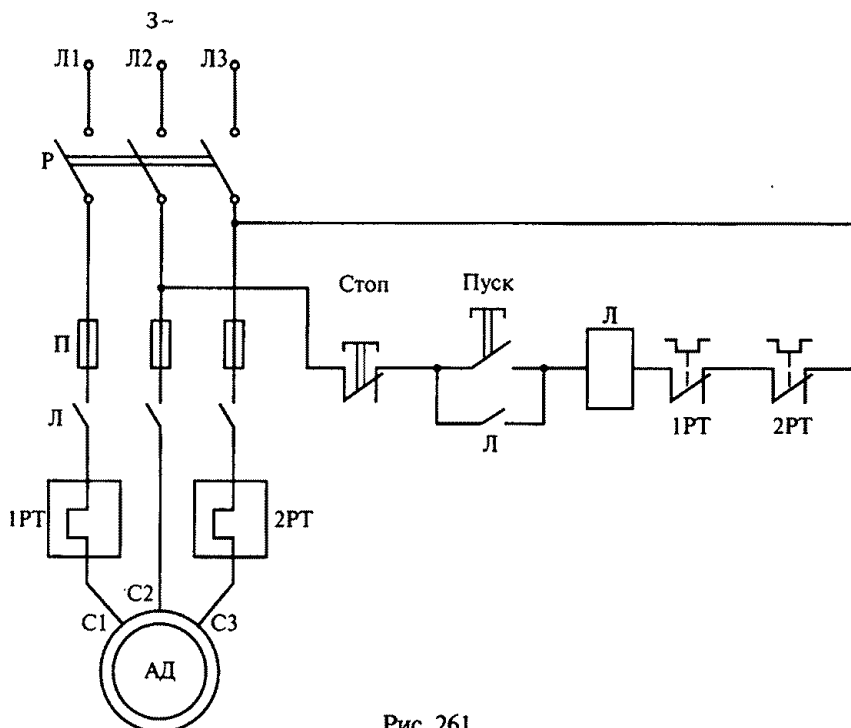 3~
Л1
Л2
Л3
Р
Стоп
Пуск
П
Л
Л
Л
1РТ
2РТ
1РТ
2РТ
С1
С2
С3
АД
Рис. 261